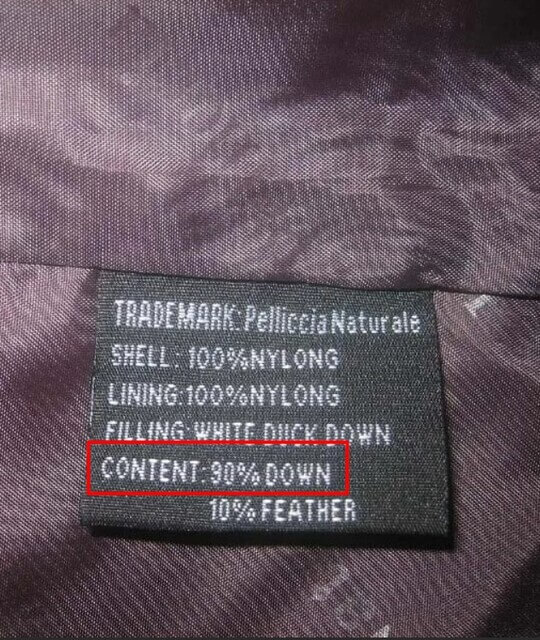 TRADEMARK: Pelliccia Naturale
SHELL: 100%NYLONG
LINING:100%NYLONG
FILLING: WHITE DUCK DOWN
CONTENT: 90% DOWN
10% FEATHER